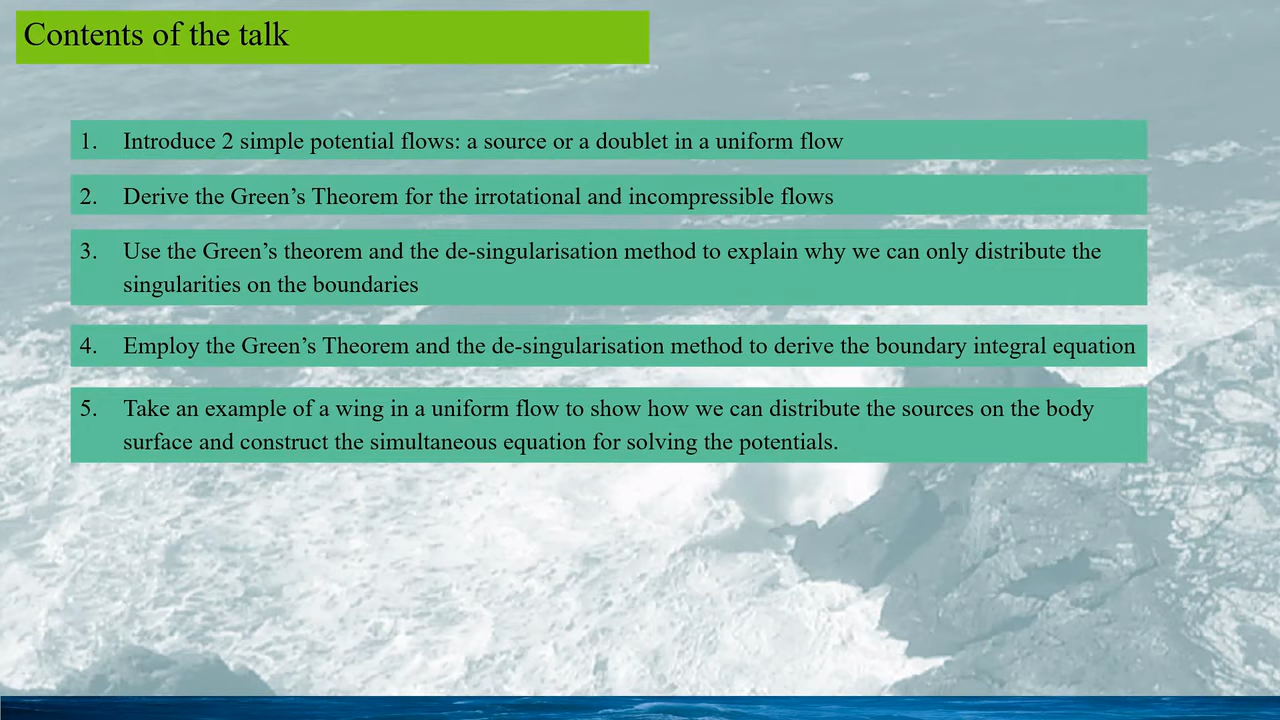 Contents of the talk
1. Introduce 2 simple potential flows: a source or a doublet in a uniform flow
2. Derive the Green’s Theorem for the irrotational and incompressible flows
3. Use the Green’s theorem and the de-singularisation method to explain why we can only distribute the
singularities on the boundaries
4. Employ the Green’s Theorem and the de-singularisation method to derive the boundary integral equation
5. Take an example of a wing in a uniform flow to show how we can distribute the sources on the body
surface and construct the simultaneous equation for solving the potentials.